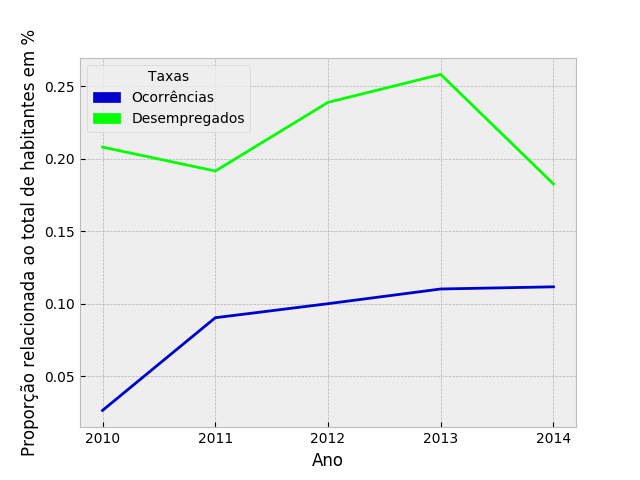 Proporção relacionada ao total de habitantes em %
Taxas
Ocorrências
Desempregados
0.25
0.20
0.15
0.10
0.05
2010 2011 2012 2013 2014
Ano